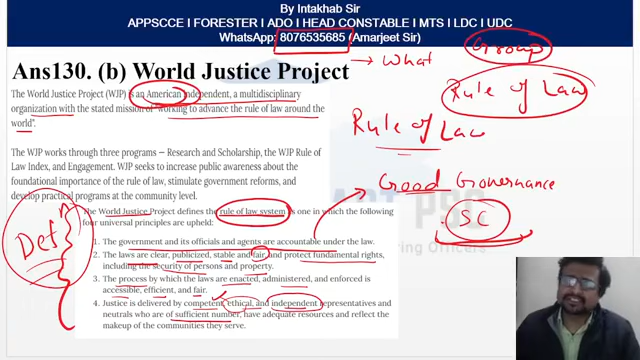 By Intakhab Sir
APPSCCE I FORESTER I ADO I HEAD CONSTABLE I MTS I LDC I UDC
WhatsApp: 8076535685 (Amarjeet Sir)
Ans130. (b) World Justice Project
The World Justice Project (WJP) is an American independent, a multidisciplinary
organization with the stated mission of "working to advance the rule of law around the
world".
The WJP works through three programs — Research and Scholarship, the WJP Rule of
Law Index, and Engagement. WJP seeks to increase public awareness about the
foundational importance of the rule of law, stimulate government reforms, and
develop practical programs at the community level.
The World Justice Project defines the rule of law system as one in which the following
four universal principles are upheld:
1. The government and its officials and agents are accountable under the law.
2. The laws are clear, publicized, stable and fair, and protect fundamental rights,
including the security of persons and property.
3. The process by which the laws are enacted, administered, and enforced is
accessible, efficient, and fair.
4. Justice is delivered by competent, ethical, and independent representatives and
neutrals who are of sufficient number, have adequate resources and reflect the
makeup of the communities they serve.
→ What Group
Rule of Law
Rule of Law
Good Governance
SC
Def